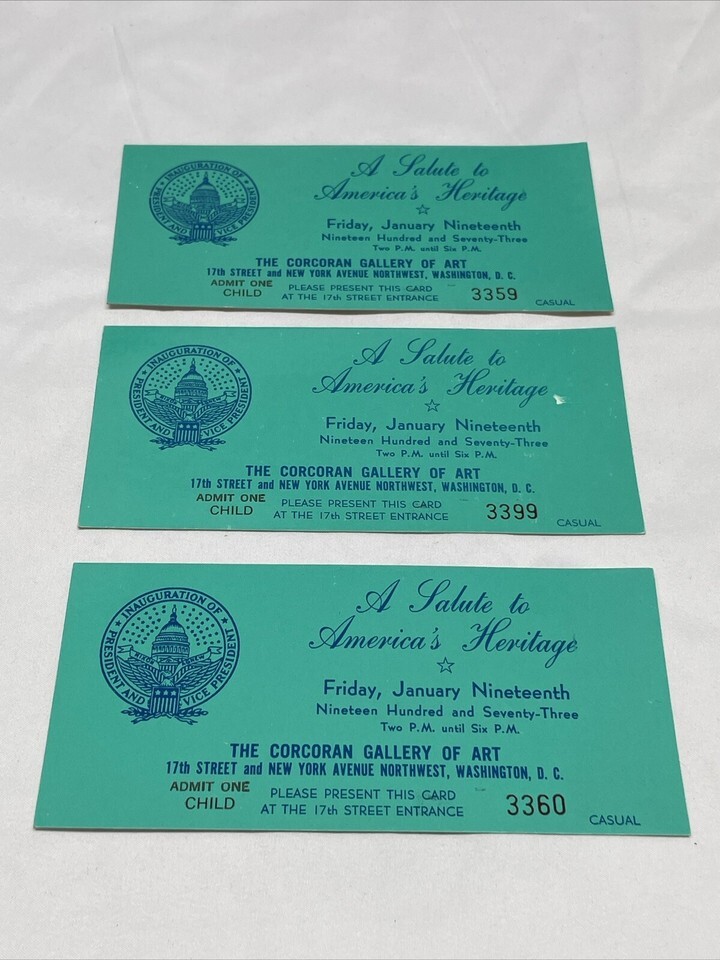 INAUGURATION OF
PRESIDENT AND VICE PRESIDENT
A Salute to
America's Heritage
Friday, January Nineteenth
Nineteen Hundred and Seventy-Three
Two P.M. until Six P.M.
THE CORCORAN GALLERY OF ART
17th STREET and NEW YORK AVENUE NORTHWEST, WASHINGTON, D. C.
ADMIT ONE
CHILD
PLEASE PRESENT THIS CARD
AT THE 17th STREET ENTRANCE
3359
CASUAL
INAUGURATION OF
PRESIDENT AND VICE PRESIDENT
A Salute to
America's Heritage
Friday, January Nineteenth
Nineteen Hundred and Seventy-Three
Two P.M. until Six P.M.
THE CORCORAN GALLERY OF ART
17th STREET and NEW YORK AVENUE NORTHWEST, WASHINGTON, D. C.
ADMIT ONE
CHILD
PLEASE PRESENT THIS CARD
AT THE 17th STREET ENTRANCE
3399
CASUAL
INAUGURATION OF
PRESIDENT AND VICE PRESIDENT
NIXON
A Salute to
America's Heritage
Friday, January Nineteenth
Nineteen Hundred and Seventy-Three
Two P.M. until Six P.M.
THE CORCORAN GALLERY OF ART
17th STREET and NEW YORK AVENUE NORTHWEST, WASHINGTON, D. C.
ADMIT ONE
CHILD
PLEASE PRESENT THIS CARD
AT THE 17th STREET ENTRANCE
3360
CASUAL